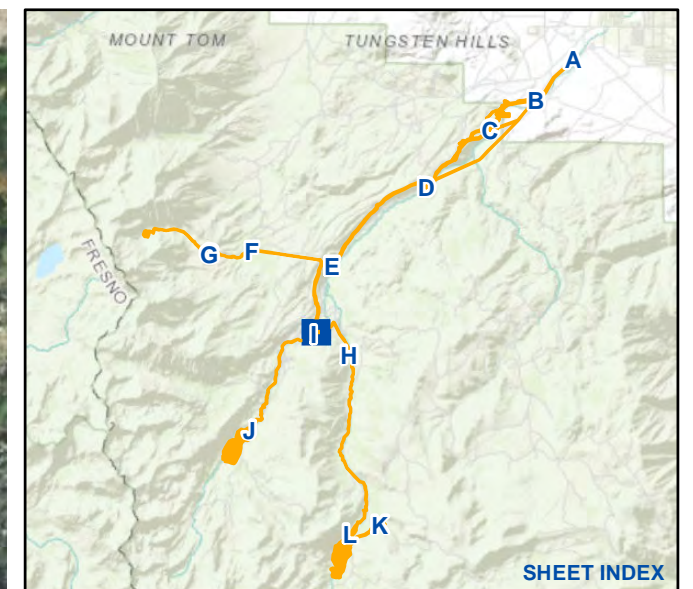 MOUNT TOM
TUNGSTEN HILLS
A
B
C
D
E
F
G
FRESNO
I
H
J
K
L
SHEET INDEX